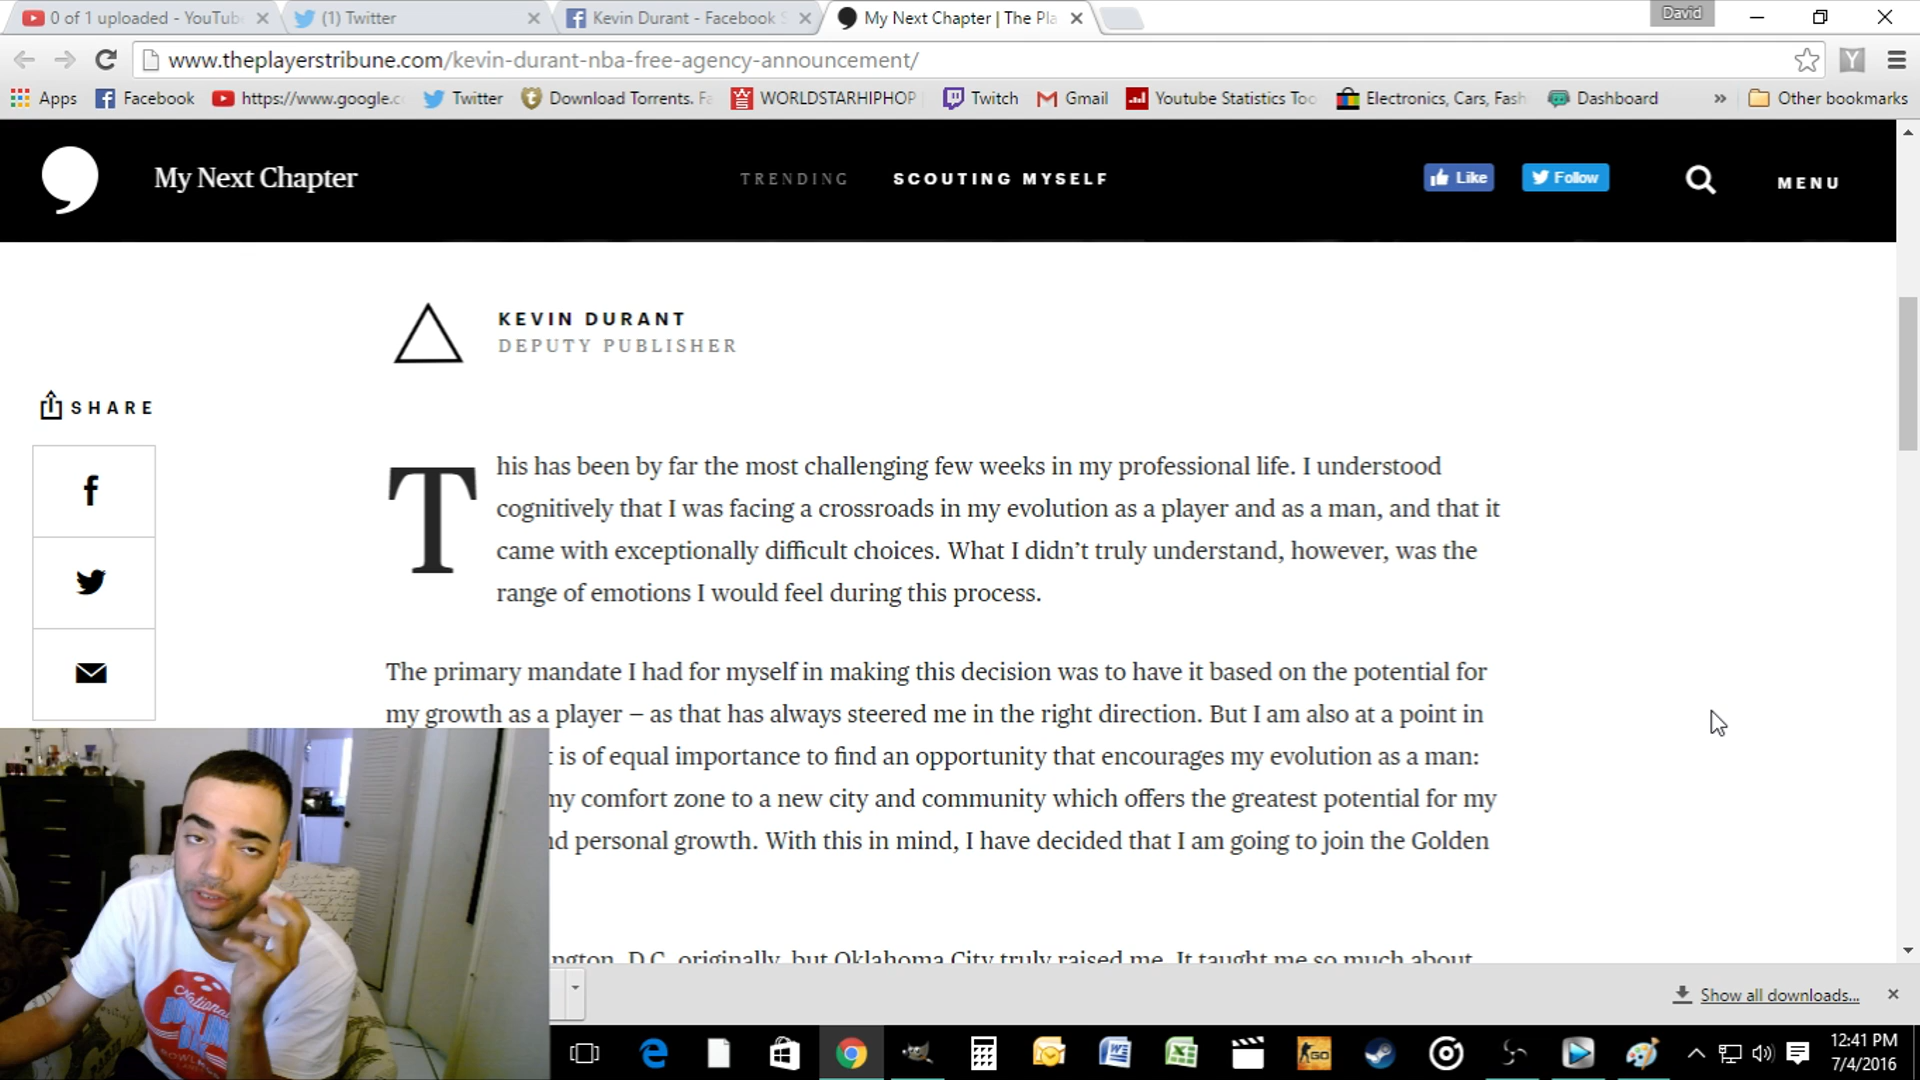 0 of 1 uploaded - YouTub
(1) Twitter
Kevin Durant - Facebook S
My Next Chapter | The Pla
David
www.theplayerstribune.com/kevin-durant-nba-free-agency-announcement/
Apps
Facebook
https://www.google.c
Twitter
Download Torrents. Fa
WORLDSTARHIPHOP
Twitch
Gmail
Youtube Statistics Too
Electronics, Cars, Fash
Dashboard
»
Other bookmarks
My Next Chapter
TRENDING
SCOUTING MYSELF
Like
Follow
MENU
KEVIN DURANT
DEPUTY PUBLISHER
SHARE
This has been by far the most challenging few weeks in my professional life. I understood
cognitively that I was facing a crossroads in my evolution as a player and as a man, and that it
came with exceptionally difficult choices. What I didn't truly understand, however, was the
range of emotions I would feel during this process.
The primary mandate I had for myself in making this decision was to have it based on the potential for
my growth as a player – as that has always steered me in the right direction. But I am also at a point in
t is of equal importance to find an opportunity that encourages my evolution as a man:
my comfort zone to a new city and community which offers the greatest potential for my
nd personal growth. With this in mind, I have decided that I am going to join the Golden
ngton, D.C. originally, but Oklahoma City truly raised me. It taught me so much about
National
BOWLING
Show all downloads...
GO
12:41 PM
7/4/2016